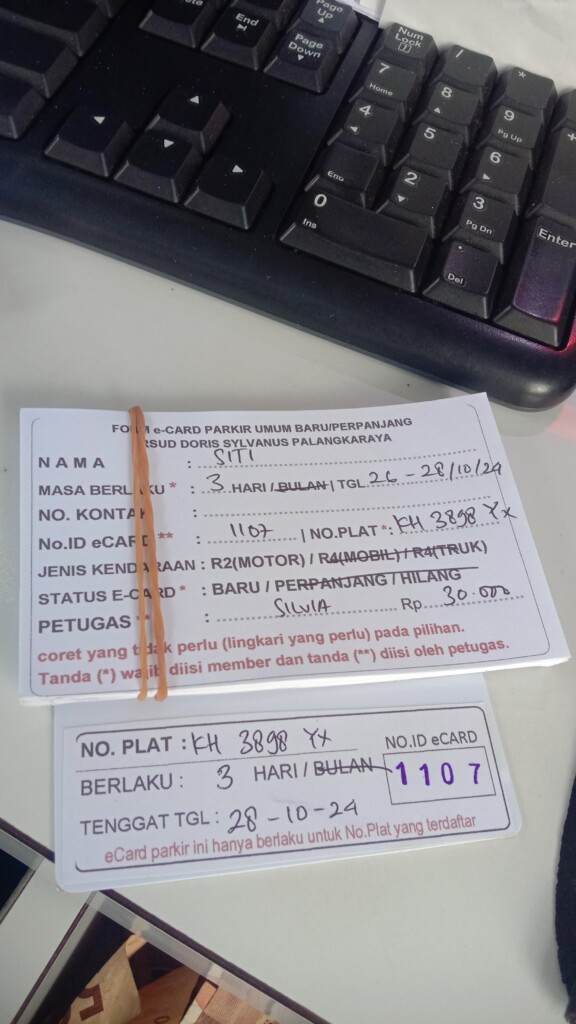 End
Page Up
Page Down
Num Lock
/
*
7 Home
8
9 Pg Up
+
4
5
6
End
2
3 Pg Dn
Enter
0 Ins
. Del
e-CARD PARKIR UMUM BARU/PERPANJANG
RSUD DORIS SYLVANUS PALANGKARAYA
NAMA : SITI
MASA BERLAKU * : 3 HARI / BULAN | TGL 26 - 28/10/24
NO. KONTAK :
No.ID eCARD ** : 1107 | NO.PLAT * : KH 3898 YX
JENIS KENDARAAN : R2(MOTOR) / R4(MOBIL) / R4(TRUK)
STATUS E-CARD * : BARU / PERPANJANG / HILANG
PETUGAS ** : SILVIA Rp. 30.000
coret yang tidak perlu (lingkari yang perlu) pada pilihan.
Tanda (*) wajib diisi member dan tanda (**) diisi oleh petugas.
NO. PLAT : KH 3898 YX
NO.ID eCARD
BERLAKU : 3 HARI / BULAN
1107
TENGGAT TGL : 28 - 10 - 24
eCard parkir ini hanya berlaku untuk No.Plat yang terdaftar